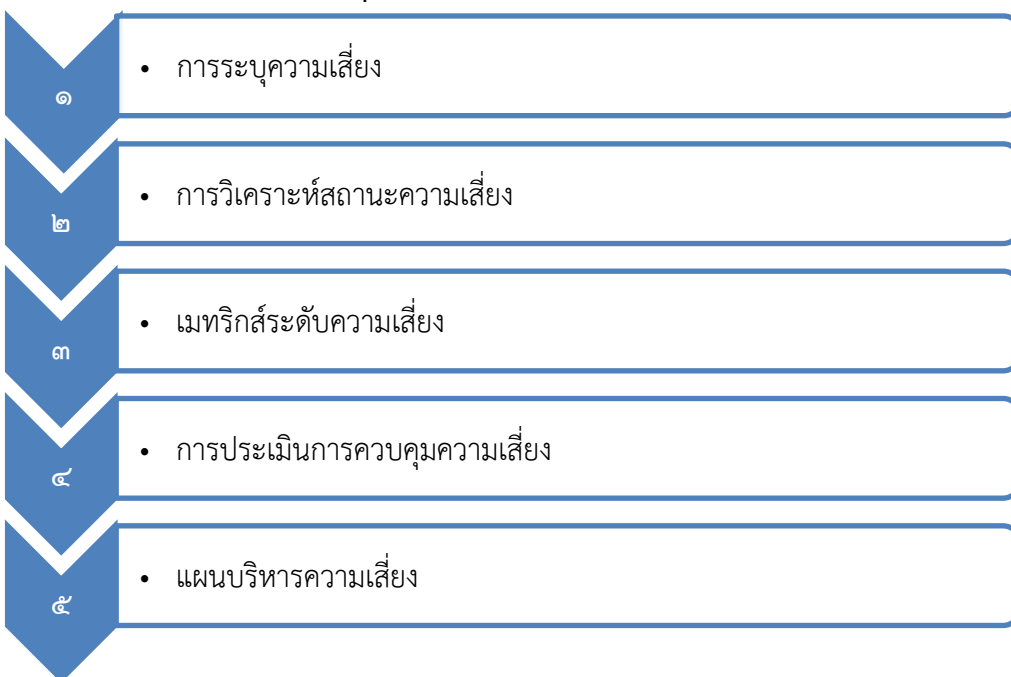 ๑
• การระบุความเสี่ยง
๒
• การวิเคราะห์สถานะความเสี่ยง
๓
• เมทริกส์ระดับความเสี่ยง
๔
• การประเมินการควบคุมความเสี่ยง
๕
• แผนบริหารความเสี่ยง